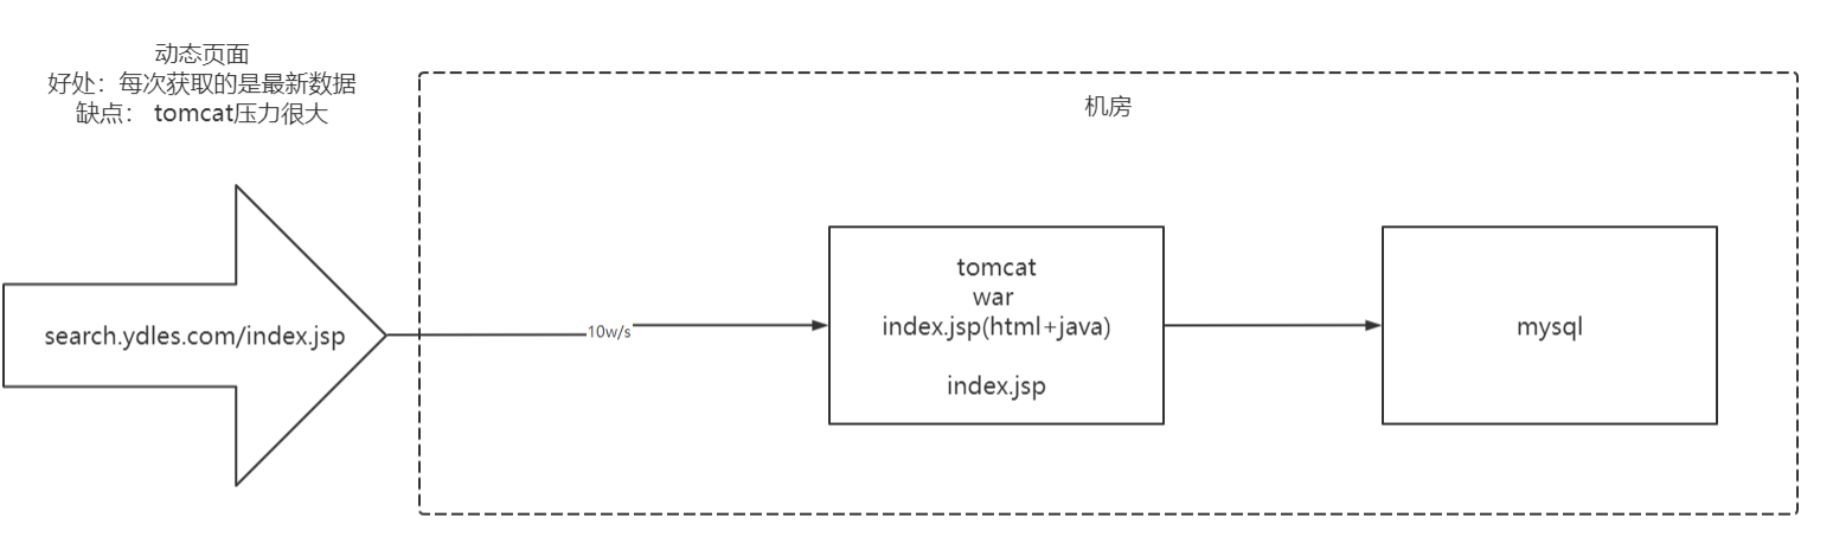 动态页面
好处：每次获取的是最新数据
缺点： tomcat压力很大
机房
search.ydles.com/index.jsp
10w/s
tomcat
war
index.jsp(html+java)
index.jsp
mysql